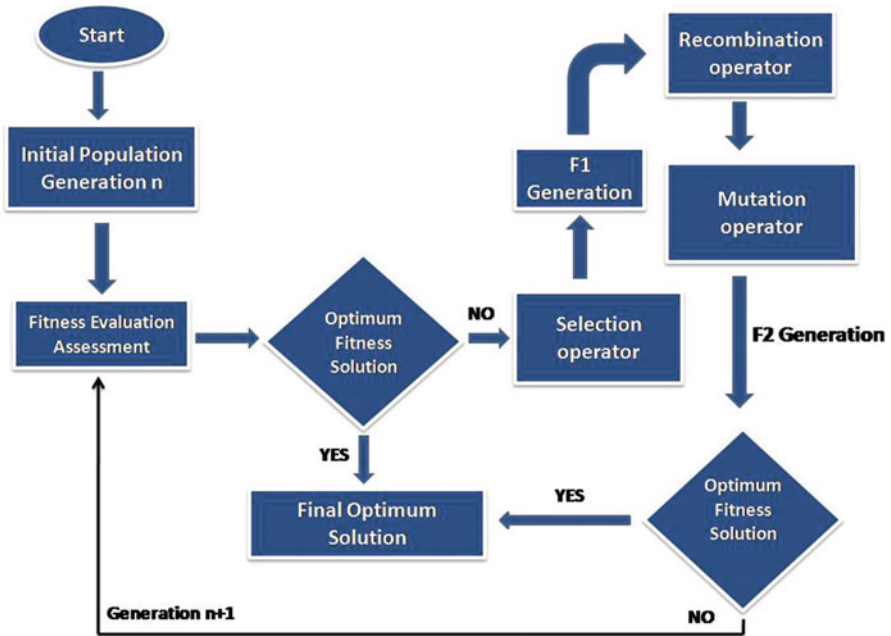 Start
Initial Population
Generation n
Fitness Evaluation
Assessment
Optimum
Fitness
Solution
NO
YES
Selection
operator
F1
Generation
Recombination
operator
Mutation
operator
F2 Generation
Optimum
Fitness
Solution
YES
Final Optimum
Solution
NO
Generation n+1